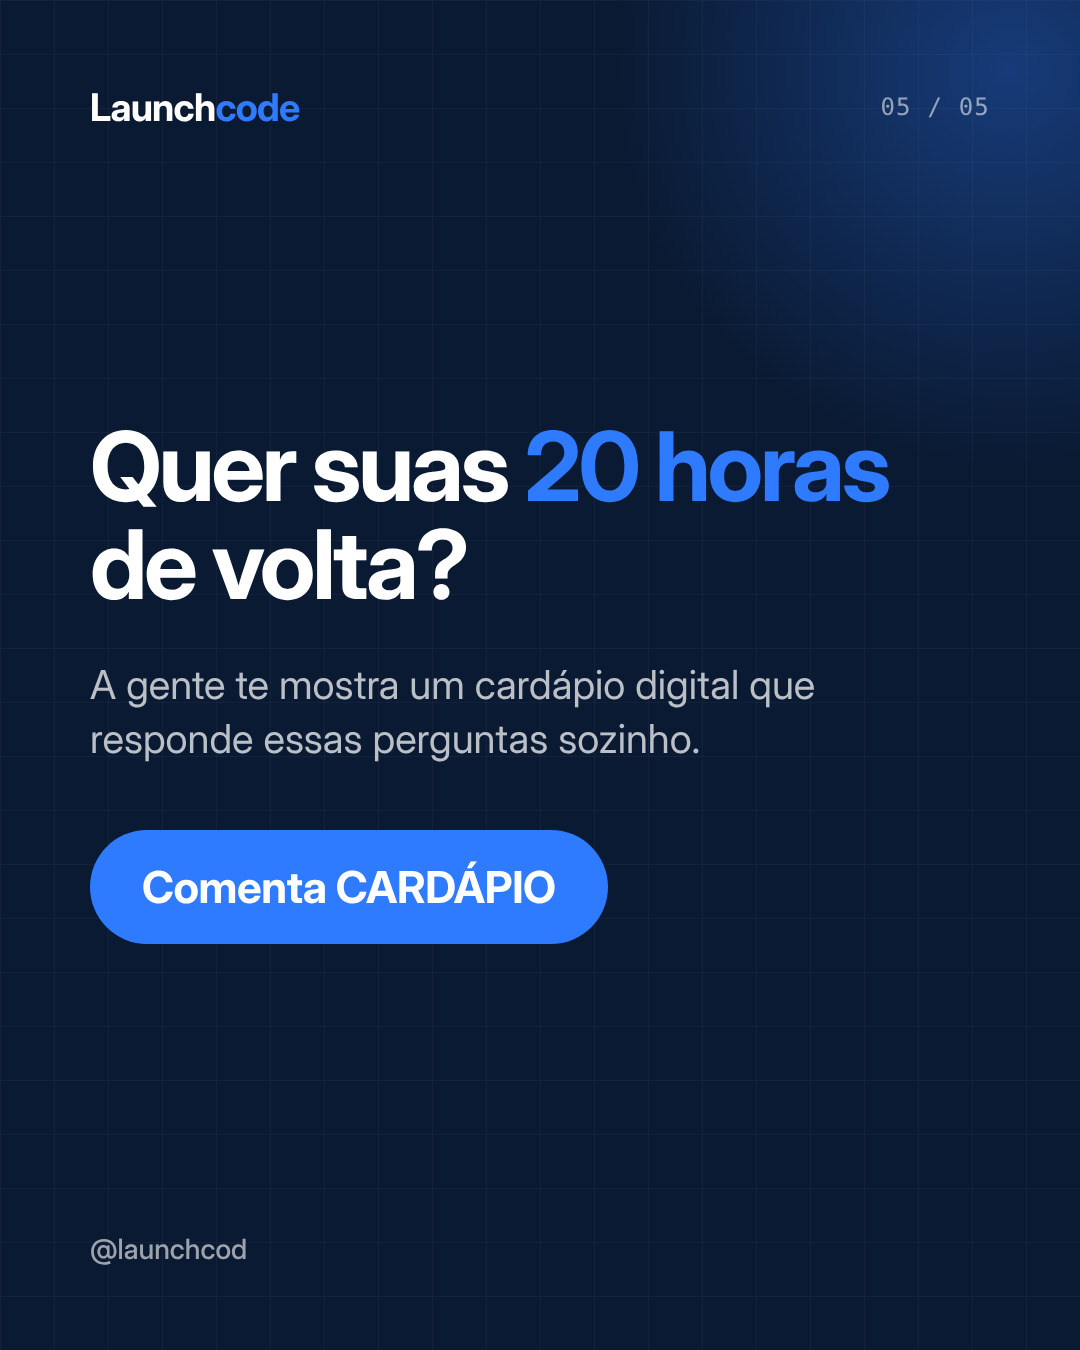 Launchcode
05 / 05
Quer suas 20 horas
de volta?
A gente te mostra um cardápio digital que
responde essas perguntas sozinho.
Comenta CARDÁPIO
@launchcod